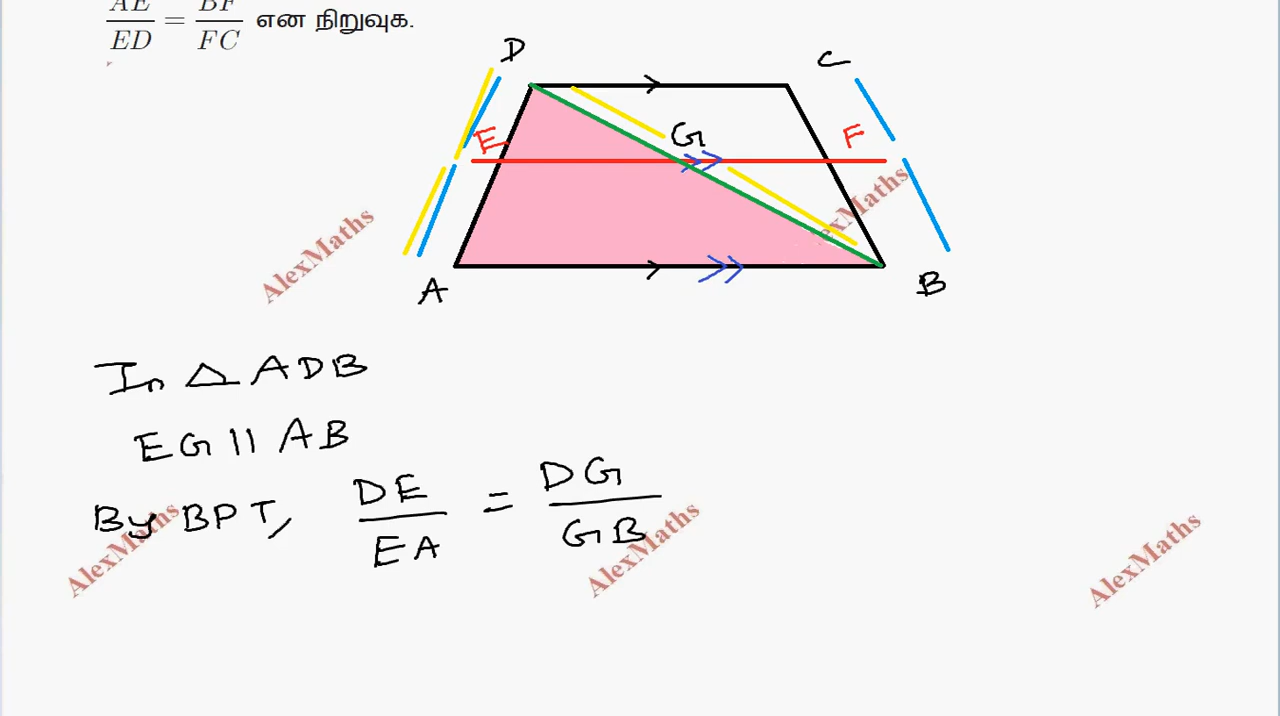 AE/ED = BF/FC என நிறுவுக.
D
C
E
G
F
AlexMaths
AlexMaths
A
B
In △ ADB
EG || AB
By BPT, DE/EA = DG/GB
AlexMaths
AlexMaths
AlexMaths